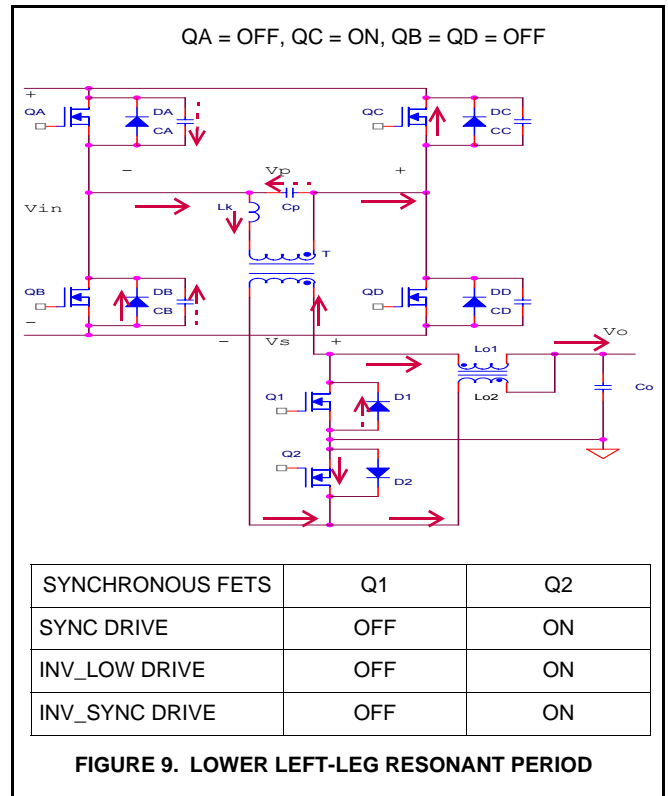 QA = OFF, QC = ON, QB = QD = OFF
+
QA DA CA QC DC CC
- Vp +
Vin Lk Cp
T
QB DB CB QD DD CD
- - Vs + Vo
Lo1
Lo2 Co
Q1 D1
Q2 D2
SYNCHRONOUS FETS Q1 Q2
SYNC DRIVE OFF ON
INV_LOW DRIVE OFF ON
INV_SYNC DRIVE OFF ON
FIGURE 9. LOWER LEFT-LEG RESONANT PERIOD